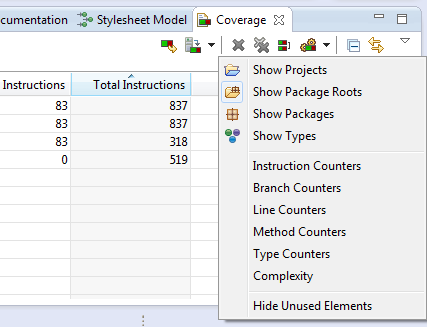 cumentation Stylesheet Model Coverage
Instructions Total Instructions
83 837
83 837
83 318
0 519
Show Projects
Show Package Roots
Show Packages
Show Types
Instruction Counters
Branch Counters
Line Counters
Method Counters
Type Counters
Complexity
Hide Unused Elements